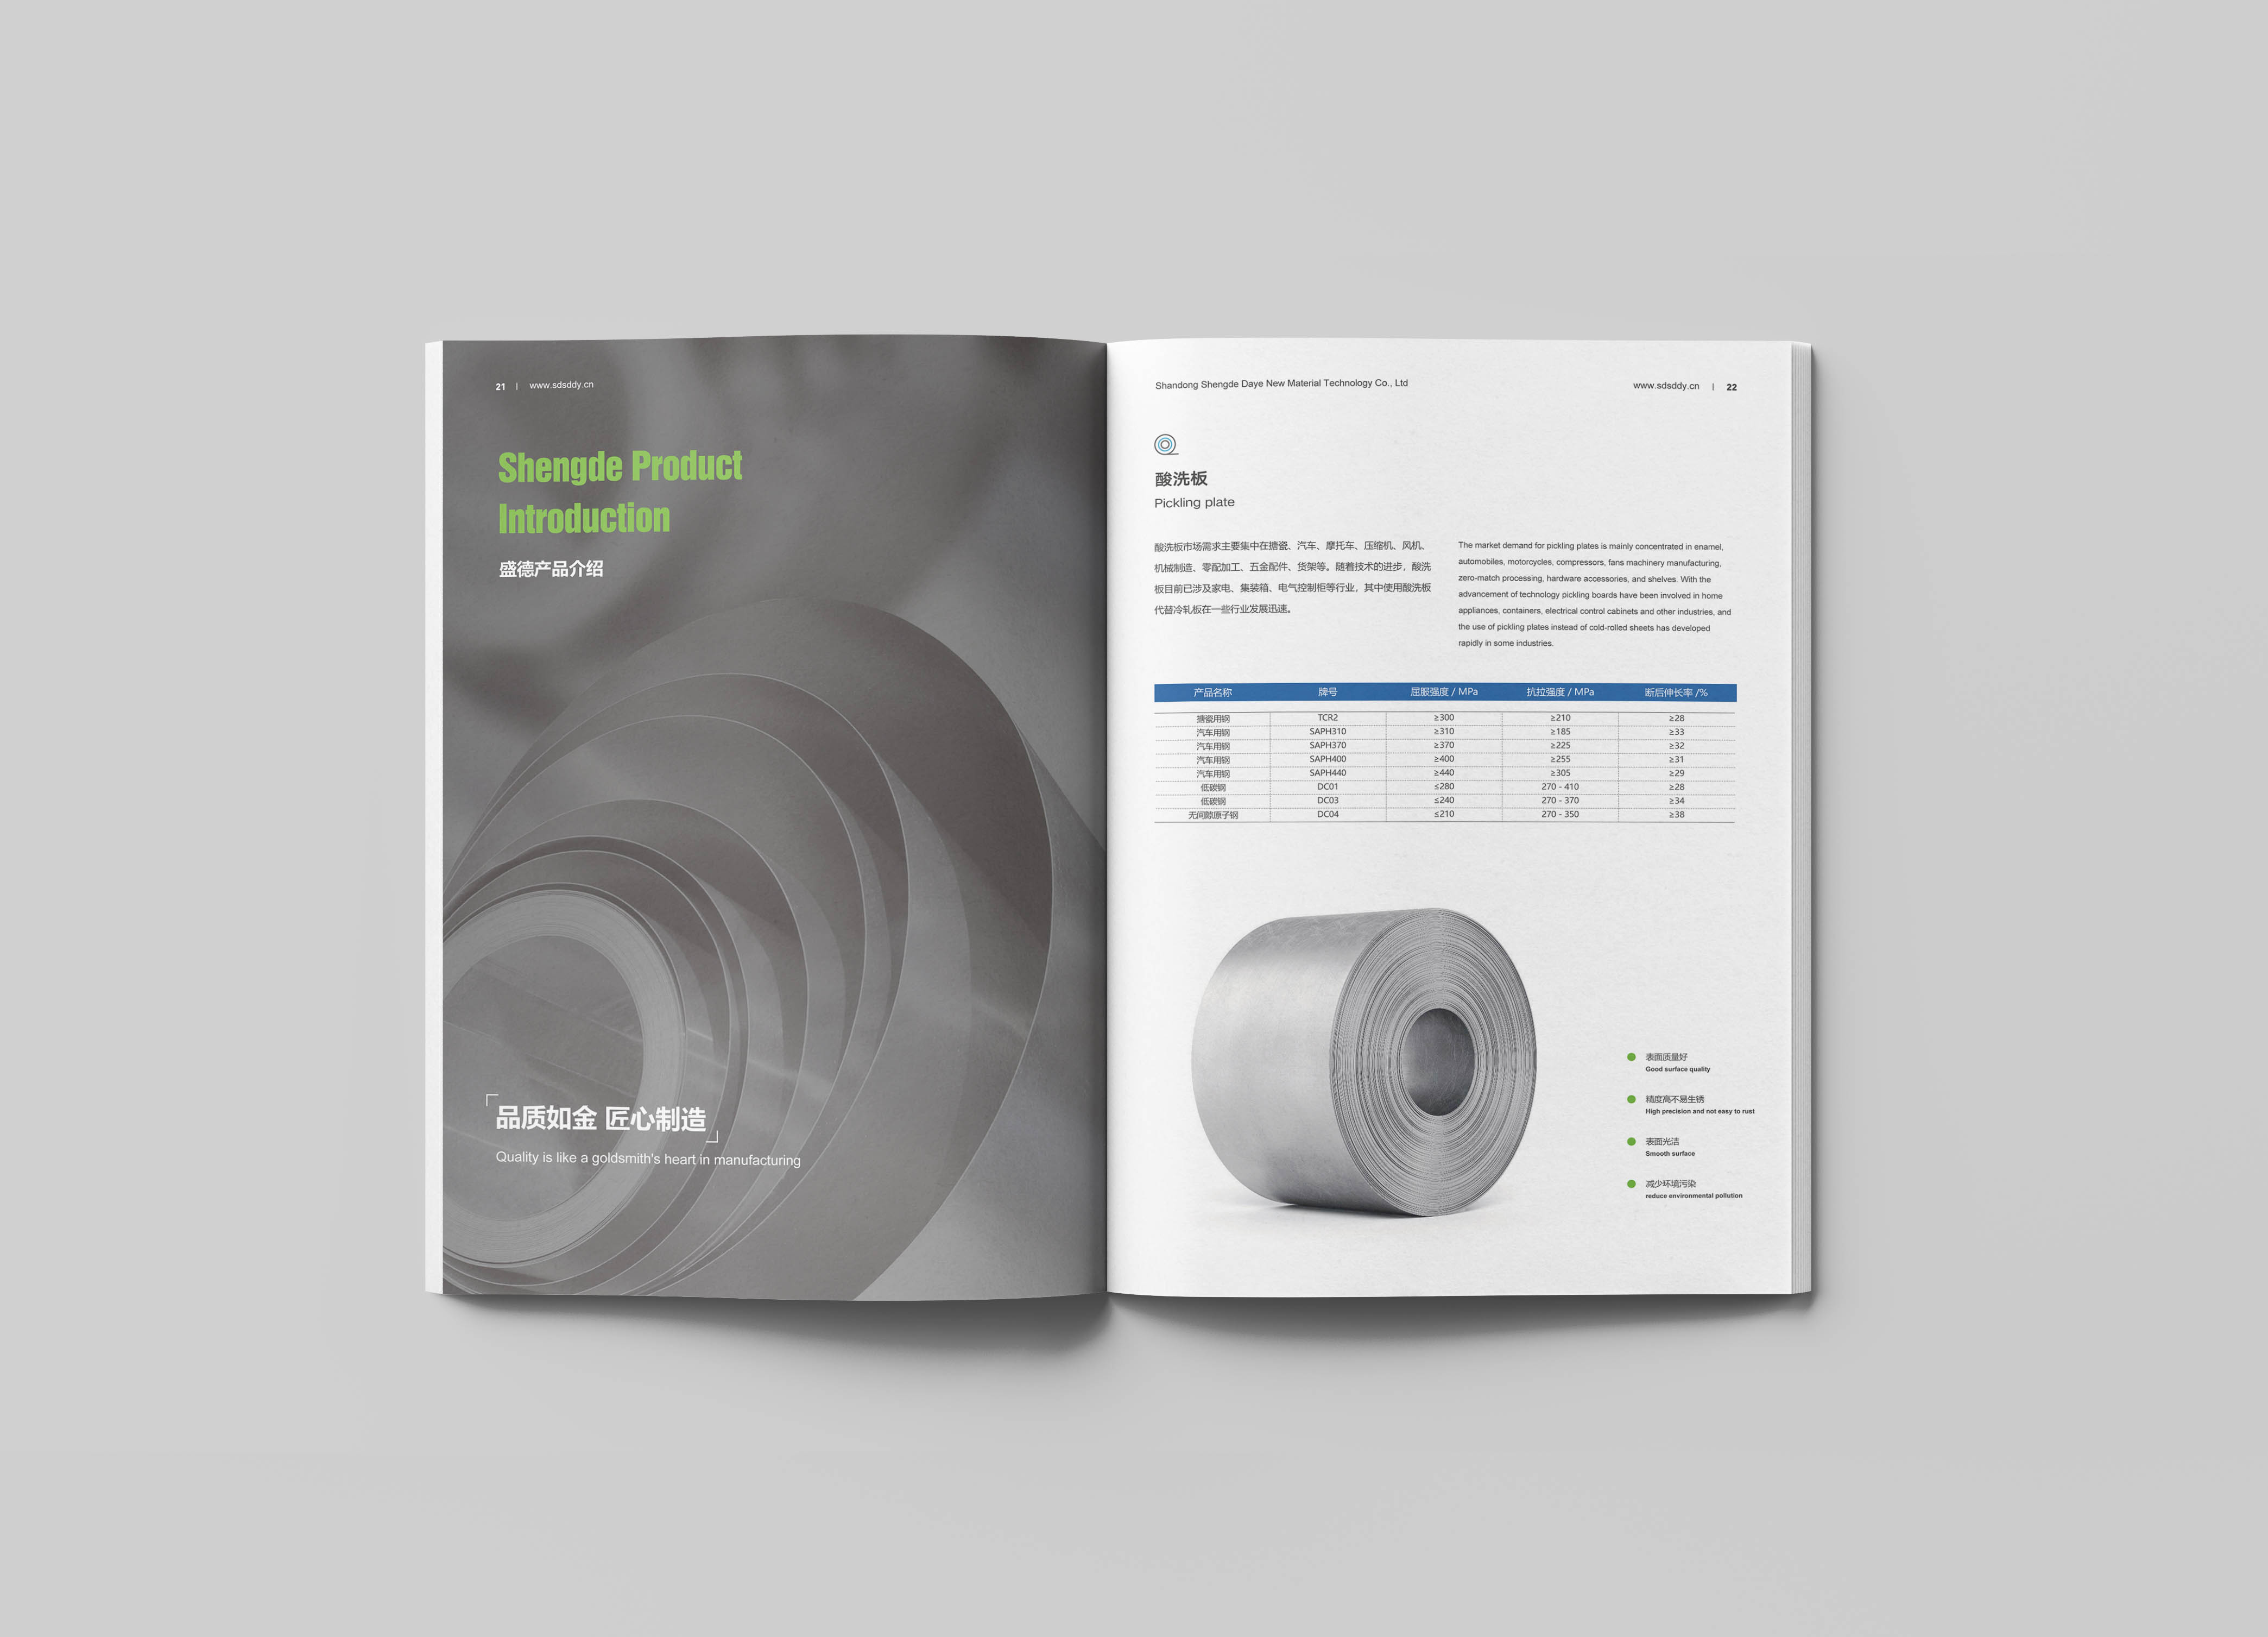 21 | www.sdsddy.cn
Shengde Product
Introduction
盛德产品介绍
品质如金 匠心制造
Quality is like a goldsmith's heart in manufacturing
Shandong Shengde Daye New Material Technology Co., Ltd
www.sdsddy.cn | 22
酸洗板
Pickling plate
酸洗板市场需求主要集中在搪瓷、汽车、摩托车、压缩机、风机、
机械制造、零配加工、五金配件、货架等。随着技术的进步，酸洗
板目前已涉及家电、集装箱、电气控制柜等行业，其中使用酸洗板
代替冷轧板在一些行业发展迅速。
The market demand for pickling plates is mainly concentrated in enamel,
automobiles, motorcycles, compressors, fans machinery manufacturing,
zero-match processing, hardware accessories, and shelves. With the
advancement of technology pickling boards have been involved in home
appliances, containers, electrical control cabinets and other industries, and
the use of pickling plates instead of cold-rolled sheets has developed
rapidly in some industries.
产品名称 牌号 屈服强度 / MPa 抗拉强度 / MPa 断后伸长率 /%
搪瓷用钢 TCR2 ≥300 ≥210 ≥28
汽车用钢 SAPH310 ≥310 ≥185 ≥33
汽车用钢 SAPH370 ≥370 ≥225 ≥32
汽车用钢 SAPH400 ≥400 ≥255 ≥31
汽车用钢 SAPH440 ≥440 ≥305 ≥29
低碳钢 DC01 ≤280 270 - 410 ≥28
低碳钢 DC03 ≤240 270 - 370 ≥34
无间隙原子钢 DC04 ≤210 270 - 350 ≥38
表面质量好
Good surface quality
精度高不易生锈
High precision and not easy to rust
表面光洁
Smooth surface
减少环境污染
reduce environmental pollution